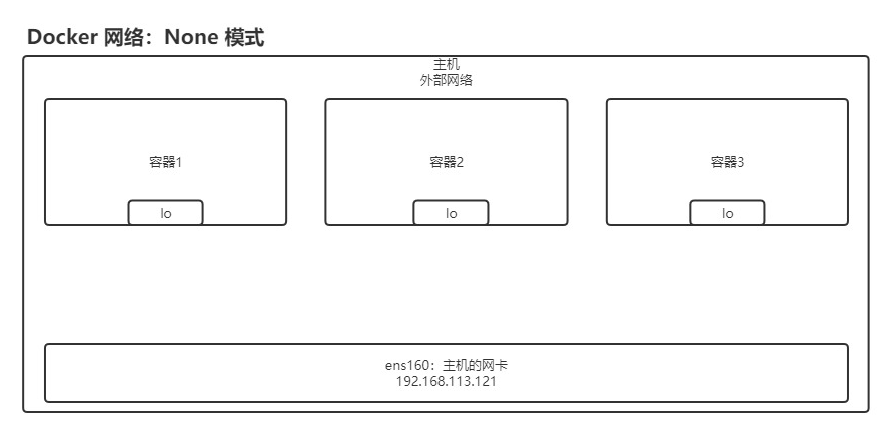 Docker 网络：None 模式
主机
外部网络
容器1
容器2
容器3
lo
lo
lo
ens160：主机的网卡
192.168.113.121